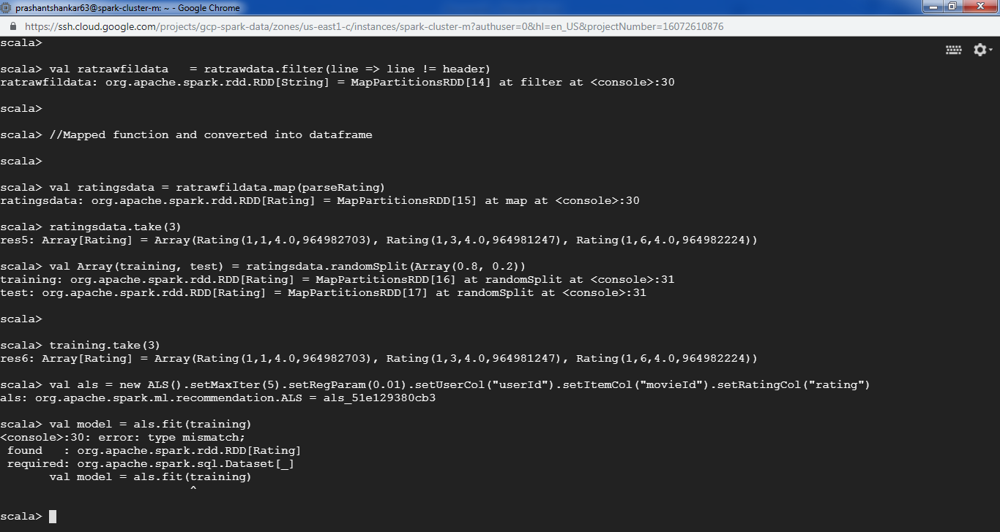 prashantshankar63@spark-cluster-m: ~ - Google Chrome
https://ssh.cloud.google.com/projects/gcp-spark-data/zones/us-east1-c/instances/spark-cluster-m?authuser=0&hl=en_US&projectNumber=16072610876
scala>
scala> val ratrawfildata   = ratrawdata.filter(line => line != header)
ratrawfildata: org.apache.spark.rdd.RDD[String] = MapPartitionsRDD[14] at filter at <console>:30
scala>
scala> //Mapped function and converted into dataframe
scala>
scala> val ratingsdata = ratrawfildata.map(parseRating)
ratingsdata: org.apache.spark.rdd.RDD[Rating] = MapPartitionsRDD[15] at map at <console>:30
scala> ratingsdata.take(3)
res5: Array[Rating] = Array(Rating(1,1,4.0,964982703), Rating(1,3,4.0,964981247), Rating(1,6,4.0,964982224))
scala> val Array(training, test) = ratingsdata.randomSplit(Array(0.8, 0.2))
training: org.apache.spark.rdd.RDD[Rating] = MapPartitionsRDD[16] at randomSplit at <console>:31
test: org.apache.spark.rdd.RDD[Rating] = MapPartitionsRDD[17] at randomSplit at <console>:31
scala>
scala> training.take(3)
res6: Array[Rating] = Array(Rating(1,1,4.0,964982703), Rating(1,3,4.0,964981247), Rating(1,6,4.0,964982224))
scala> val als = new ALS().setMaxIter(5).setRegParam(0.01).setUserCol("userId").setItemCol("movieId").setRatingCol("rating")
als: org.apache.spark.ml.recommendation.ALS = als_51e129380cb3
scala> val model = als.fit(training)
<console>:30: error: type mismatch;
 found   : org.apache.spark.rdd.RDD[Rating]
 required: org.apache.spark.sql.Dataset[_]
       val model = als.fit(training)
                           ^
scala>